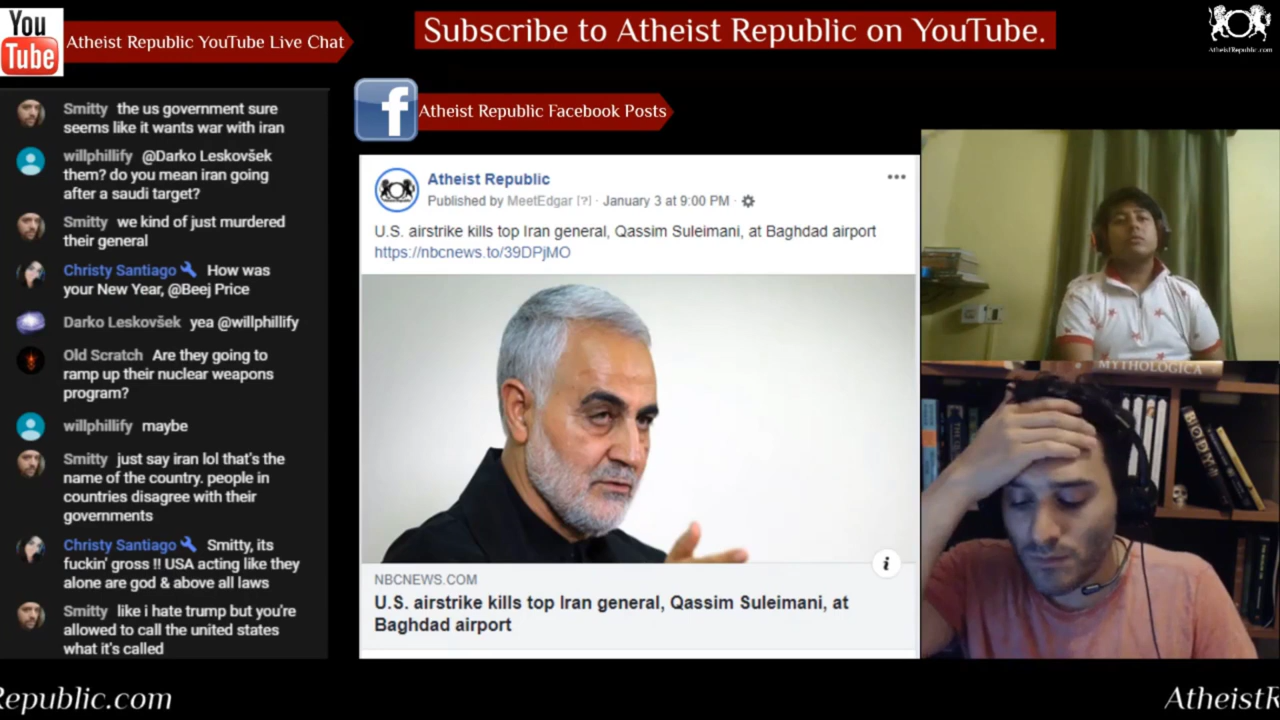 You
Tube
Atheist Republic YouTube Live Chat
Subscribe to Atheist Republic on YouTube.
AtheistRepublic.com
f
Atheist Republic Facebook Posts
Smitty the us government sure
seems like it wants war with iran
willphillify @Darko Leskovšek
them? do you mean iran going
after a saudi target?
Smitty we kind of just murdered
their general
Christy Santiago How was
your New Year, @Beej Price
Darko Leskovšek yea @willphillify
Old Scratch Are they going to
ramp up their nuclear weapons
program?
willphillify maybe
Smitty just say iran lol that's the
name of the country. people in
countries disagree with their
governments
Christy Santiago Smitty, its
fuckin' gross !! USA acting like they
alone are god & above all laws
Smitty like i hate trump but you're
allowed to call the united states
what it's called
Atheist Republic
Published by MeetEdgar [?] · January 3 at 9:00 PM ·
U.S. airstrike kills top Iran general, Qassim Suleimani, at Baghdad airport
https://nbcnews.to/39DPjMO
i
NBCNEWS.COM
U.S. airstrike kills top Iran general, Qassim Suleimani, at
Baghdad airport
MYTHOLOGICA
Republic.com
AtheistR